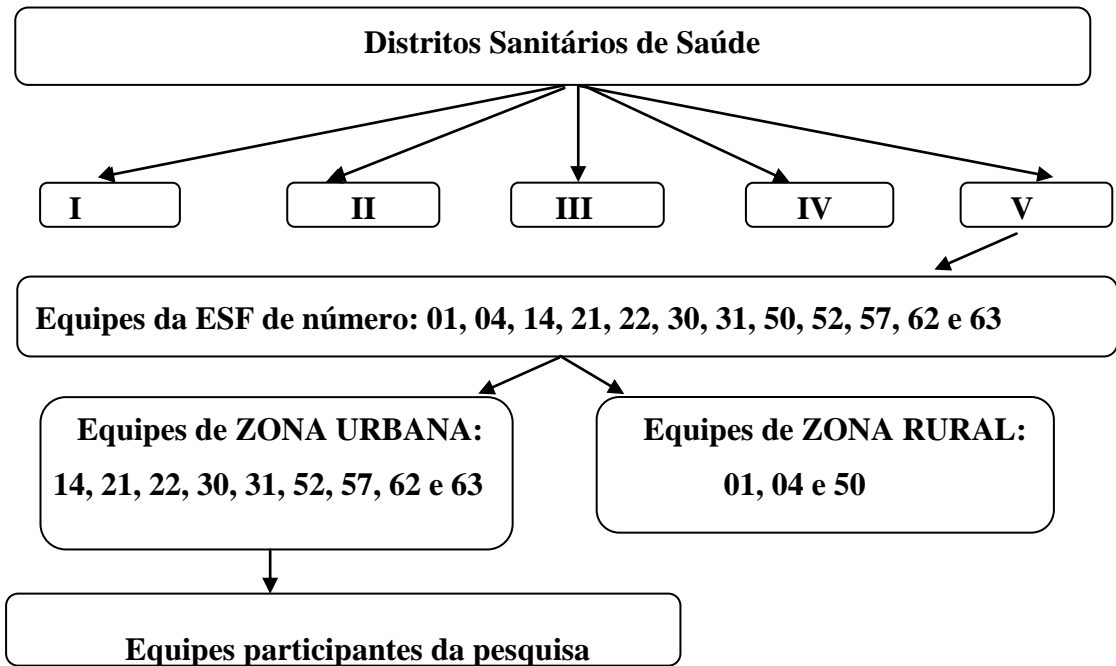 Distritos Sanitários de Saúde
I
II
III
IV
V
Equipes da ESF de número: 01, 04, 14, 21, 22, 30, 31, 50, 52, 57, 62 e 63
Equipes de ZONA URBANA:
14, 21, 22, 30, 31, 52, 57, 62 e 63
Equipes de ZONA RURAL:
01, 04 e 50
Equipes participantes da pesquisa